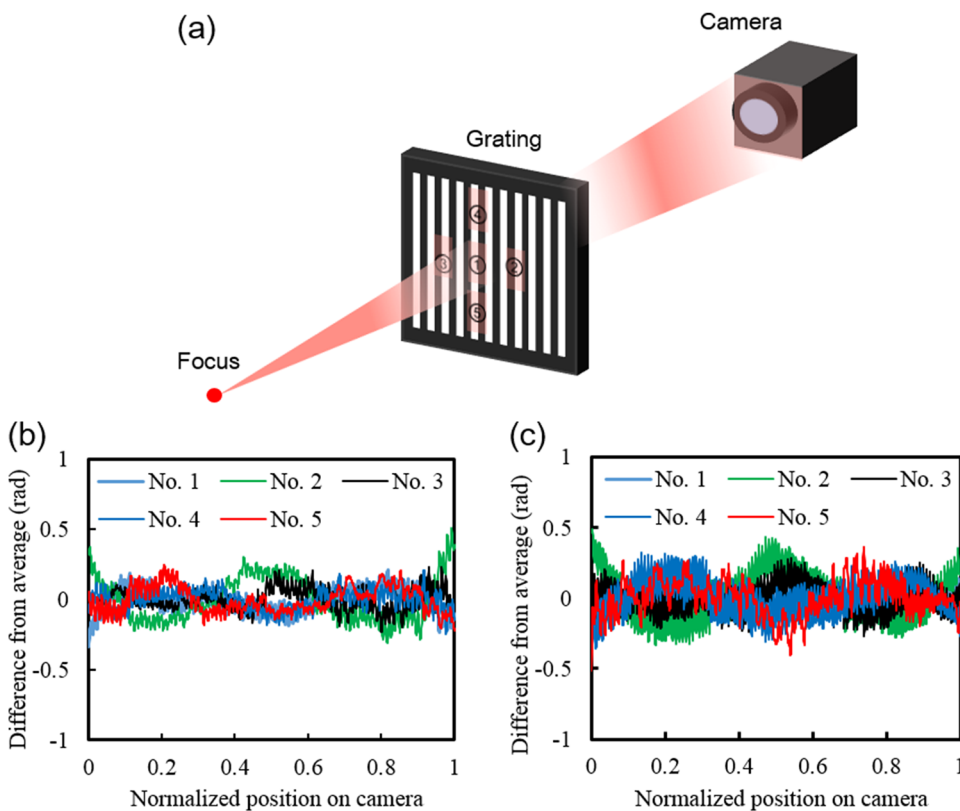 (a)
Camera
Grating
④
③ ① ②
⑤
Focus
(b)
Difference from average (rad)
1
0.5
0
-0.5
-1
No. 1 No. 2 No. 3
No. 4 No. 5
0 0.2 0.4 0.6 0.8 1
Normalized position on camera
(c)
Difference from average (rad)
1
0.5
0
-0.5
-1
No. 1 No. 2 No. 3
No. 4 No. 5
0 0.2 0.4 0.6 0.8 1
Normalized position on camera